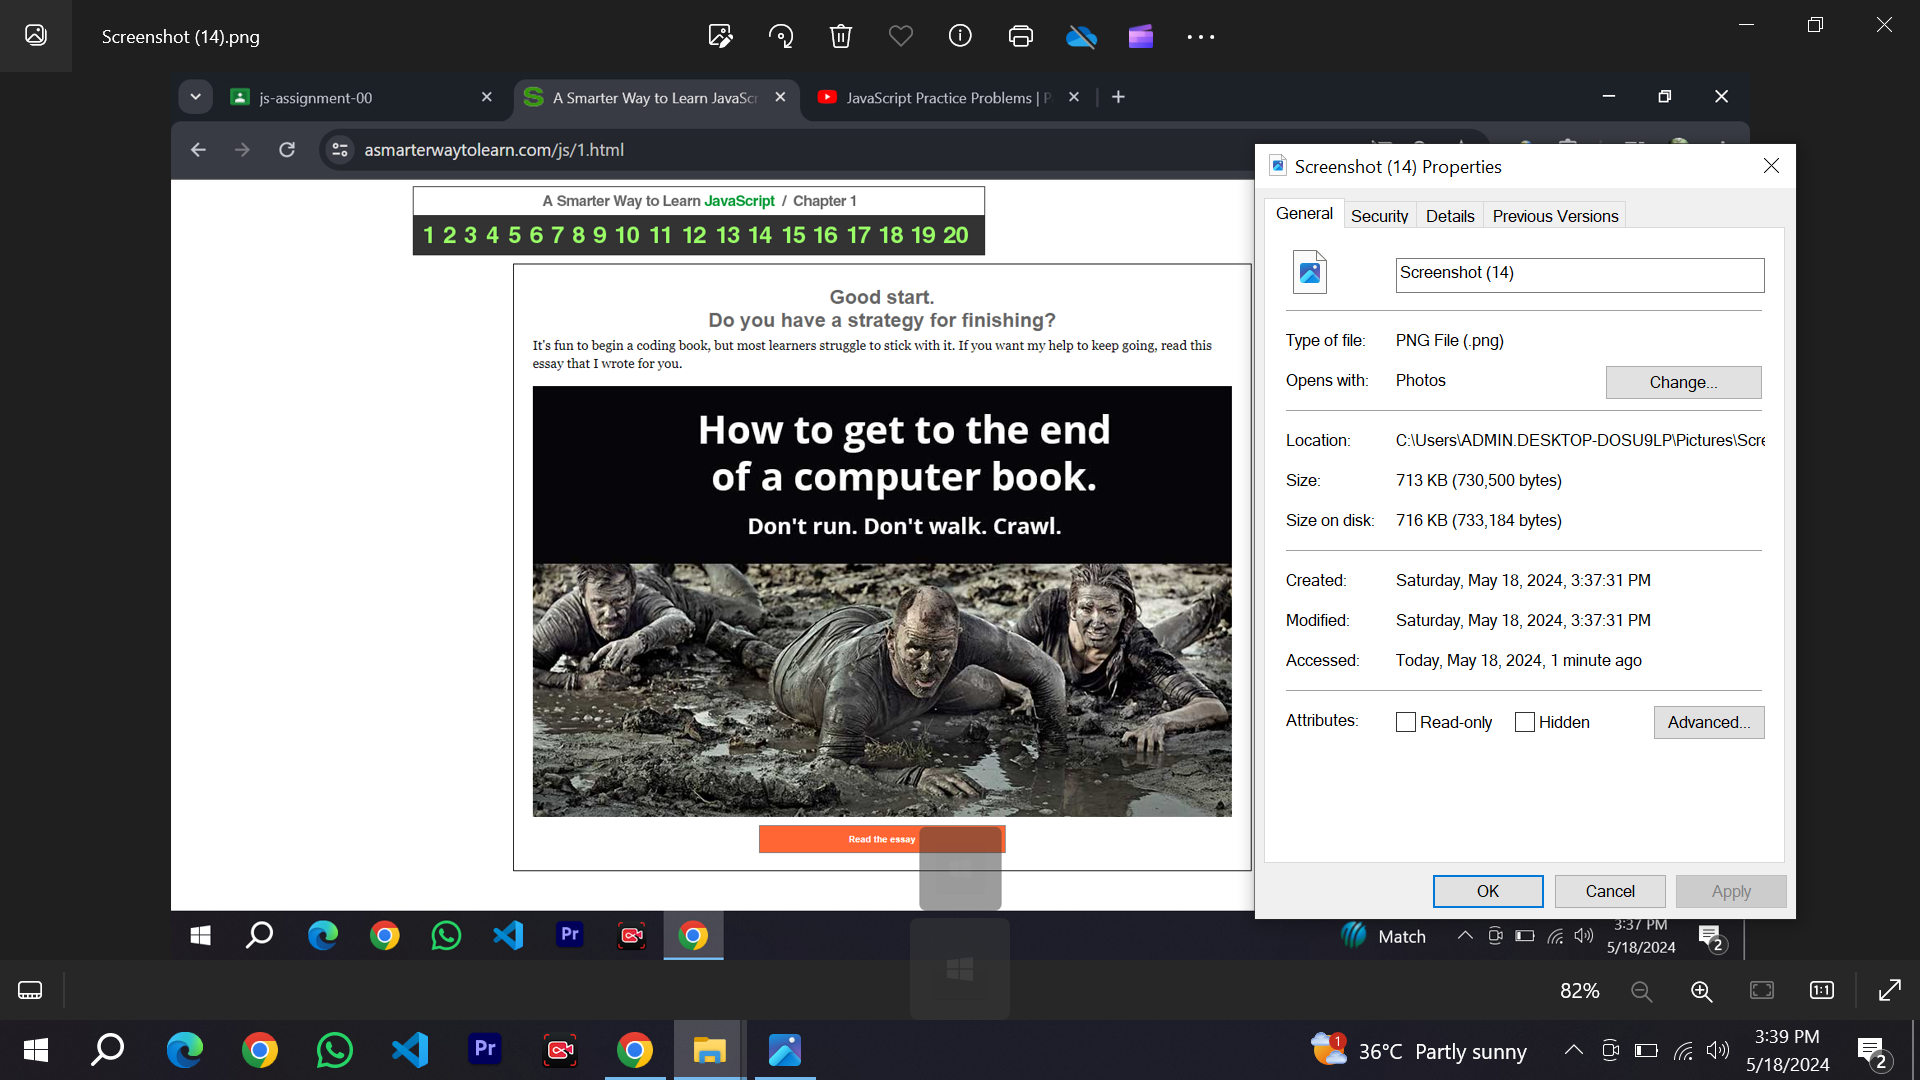 Screenshot (14).png
js-assignment-00
A Smarter Way to Learn JavaScr
JavaScript Practice Problems | P
asmarterwaytolearn.com/js/1.html
A Smarter Way to Learn JavaScript / Chapter 1
1 2 3 4 5 6 7 8 9 10 11 12 13 14 15 16 17 18 19 20
Good start.
Do you have a strategy for finishing?
It's fun to begin a coding book, but most learners struggle to stick with it. If you want my help to keep going, read this
essay that I wrote for you.
How to get to the end
of a computer book.
Don't run. Don't walk. Crawl.
Read the essay
Screenshot (14) Properties
General Security Details Previous Versions
Screenshot (14)
Type of file: PNG File (.png)
Opens with: Photos Change...
Location: C:\Users\ADMIN.DESKTOP-DOSU9LP\Pictures\Scre
Size: 713 KB (730,500 bytes)
Size on disk: 716 KB (733,184 bytes)
Created: Saturday, May 18, 2024, 3:37:31 PM
Modified: Saturday, May 18, 2024, 3:37:31 PM
Accessed: Today, May 18, 2024, 1 minute ago
Attributes: Read-only Hidden Advanced...
OK Cancel Apply
Pr
Match
3:37 PM
5/18/2024
2
82%
1:1
Pr
1
36°C Partly sunny
3:39 PM
5/18/2024
2